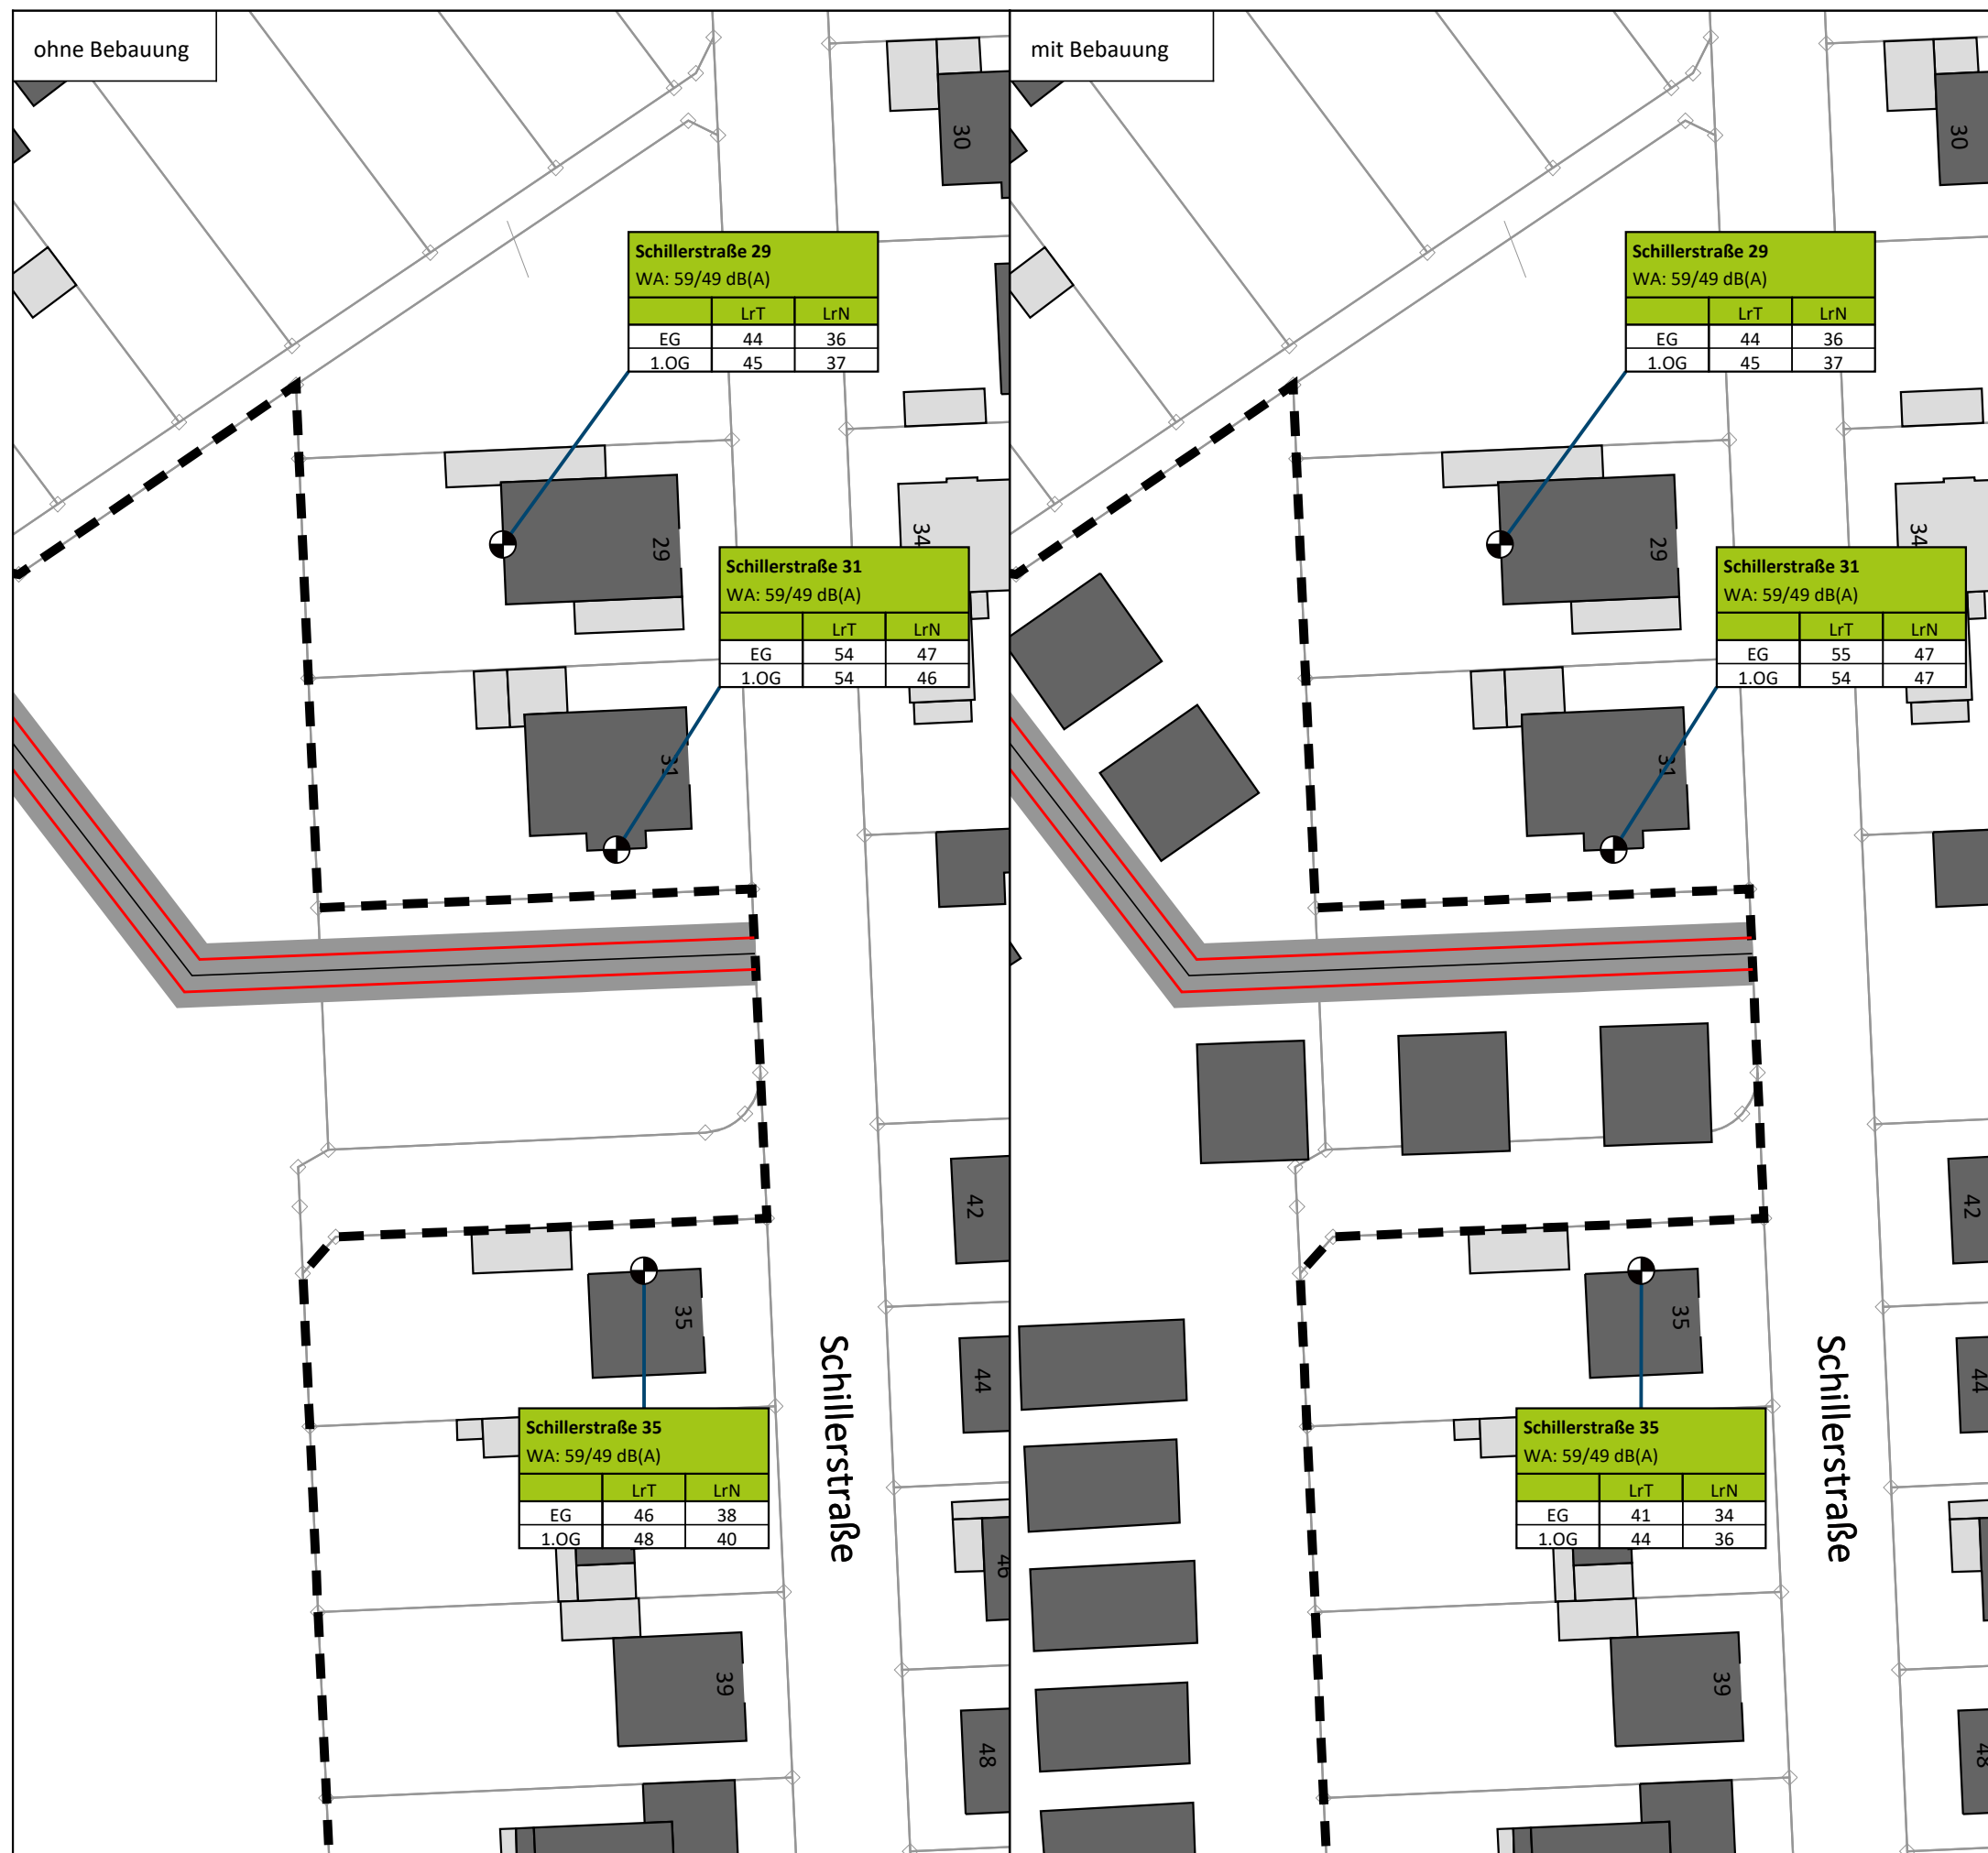 ohne Bebauung
30
Schillerstraße 29
WA: 59/49 dB(A)
LrT LrN
EG 44 36
1.OG 45 37
29
34
Schillerstraße 31
WA: 59/49 dB(A)
LrT LrN
EG 54 47
1.OG 54 46
31
42
35
44
Schillerstraße
Schillerstraße 35
WA: 59/49 dB(A)
LrT LrN
EG 46 38
1.OG 48 40
46
39
48
mit Bebauung
30
Schillerstraße 29
WA: 59/49 dB(A)
LrT LrN
EG 44 36
1.OG 45 37
29
34
Schillerstraße 31
WA: 59/49 dB(A)
LrT LrN
EG 55 47
1.OG 54 47
31
42
35
44
Schillerstraße
Schillerstraße 35
WA: 59/49 dB(A)
LrT LrN
EG 41 34
1.OG 44 36
39
48